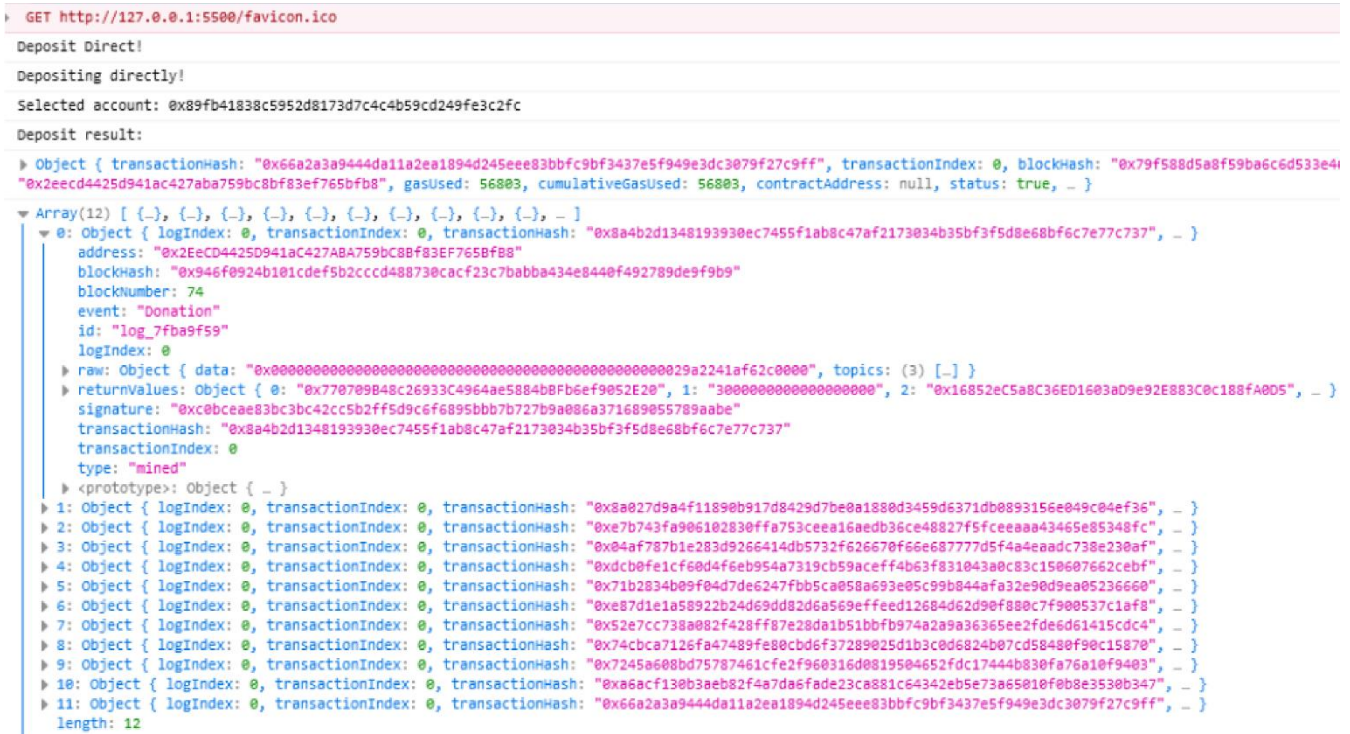 GET http://127.0.0.1:5500/favicon.ico
Deposit Direct!
Depositing directly!
Selected account: 0x89fb41838c5952d8173d7c4c4b59cd249fe3c2fc
Deposit result:
Object { transactionHash: "0x66a2a3a9444da11a2ea1894d245eee83bbfc9bf3437e5f949e3dc3079f27c9ff", transactionIndex: 0, blockHash: "0x79f588d5a8f59ba6c6d533e4
"0x2eecd4425d941ac427aba759bc8bf83ef765bfb8", gasUsed: 56803, cumulativeGasUsed: 56803, contractAddress: null, status: true, … }
Array(12) [ {…}, {…}, {…}, {…}, {…}, {…}, {…}, {…}, {…}, {…}, … ]
0: Object { logIndex: 0, transactionIndex: 0, transactionHash: "0x8a4b2d1348193930ec7455f1ab8c47af2173034b35bf3f5d8e68bf6c7e77c737", … }
address: "0x2EeCD4425D941aC427ABA759bC8Bf83EF765BfB8"
blockHash: "0x946f0924b101cdef5b2cccd488730cacf23c7babba434e8440f492789de9f9b9"
blockNumber: 74
event: "Donation"
id: "log_7fba9f59"
logIndex: 0
raw: Object { data: "0x00000000000000000000000000000000000000000000000029a2241af62c0000", topics: (3) […] }
returnValues: Object { 0: "0x770709B48c26933C4964ae5884bBFb6ef9052E20", 1: "3000000000000000000", 2: "0x16852eC5a8C36ED1603aD9e92E883C0c188fA0D5", … }
signature: "0xc0bceae83bc3bc42cc5b2ff5d9c6f6895bbb7b727b9a086a371689055789aabe"
transactionHash: "0x8a4b2d1348193930ec7455f1ab8c47af2173034b35bf3f5d8e68bf6c7e77c737"
transactionIndex: 0
type: "mined"
<prototype>: Object { … }
1: Object { logIndex: 0, transactionIndex: 0, transactionHash: "0x8a027d9a4f11890b917d8429d7be0a1880d3459d6371db0893156e049c04ef36", … }
2: Object { logIndex: 0, transactionIndex: 0, transactionHash: "0xe7b743fa906102830ffa753ceea16aedb36ce48827f5fceeaaa43465e85348fc", … }
3: Object { logIndex: 0, transactionIndex: 0, transactionHash: "0x04af787b1e283d9266414db5732f626670f66e687777d5f4a4eaadc738e230af", … }
4: Object { logIndex: 0, transactionIndex: 0, transactionHash: "0xdcb0fe1cf60d4f6eb954a7319cb59aceff4b63f831043a0c83c150607662cebf", … }
5: Object { logIndex: 0, transactionIndex: 0, transactionHash: "0x71b2834b09f04d7de6247fbb5ca058a693e05c99b844afa32e90d9ea05236660", … }
6: Object { logIndex: 0, transactionIndex: 0, transactionHash: "0xe87d1e1a58922b24d69dd82d6a569effeed12684d62d90f880c7f900537c1af8", … }
7: Object { logIndex: 0, transactionIndex: 0, transactionHash: "0x52e7cc738a082f428ff87e28da1b51bbfb974a2a9a36365ee2fde6d61415cdc4", … }
8: Object { logIndex: 0, transactionIndex: 0, transactionHash: "0x74cbca7126fa47489fe80cbd6f37289025d1b3c0d6824b07cd58480f90c15870", … }
9: Object { logIndex: 0, transactionIndex: 0, transactionHash: "0x7245a608bd75787461cfe2f960316d0819504652fdc17444b830fa76a10f9403", … }
10: Object { logIndex: 0, transactionIndex: 0, transactionHash: "0xa6acf130b3aeb82f4a7da6fade23ca881c64342eb5e73a65010f0b8e3530b347", … }
11: Object { logIndex: 0, transactionIndex: 0, transactionHash: "0x66a2a3a9444da11a2ea1894d245eee83bbfc9bf3437e5f949e3dc3079f27c9ff", … }
length: 12